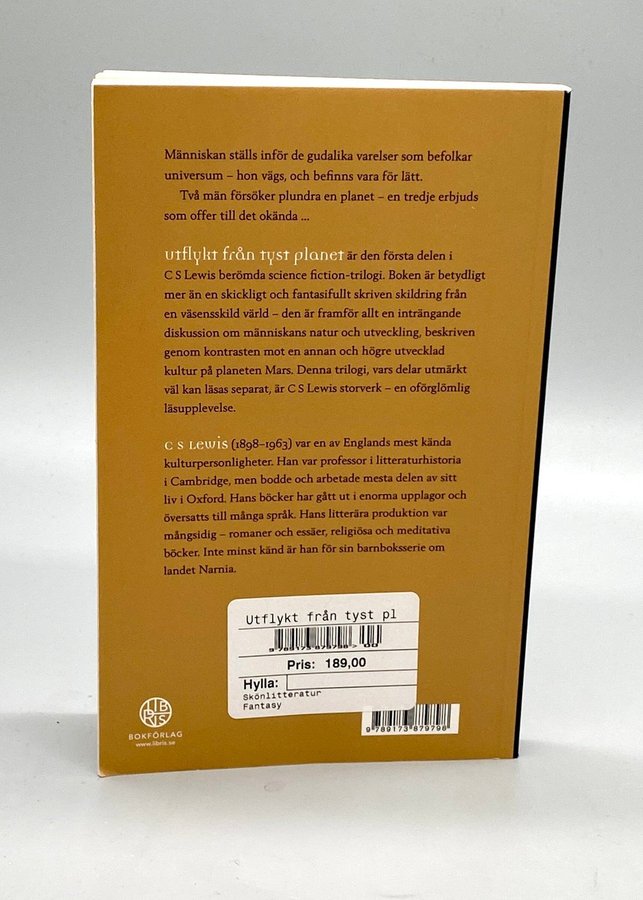 Människan ställs inför de gudalika varelser som befolkar
universum – hon vägs, och befinns vara för lätt.
Två män försöker plundra en planet – en tredje erbjuds
som offer till det okända ...
utflykt från tyst planet är den första delen i
C S Lewis berömda science fiction-trilogi. Boken är betydligt
mer än en skickligt och fantasifullt skriven skildring från
en väsensskild värld – den är framför allt en inträngande
diskussion om människans natur och utveckling, beskriven
genom kontrasten mot en annan och högre utvecklad
kultur på planeten Mars. Denna trilogi, vars delar utmärkt
väl kan läsas separat, är C S Lewis storverk – en oförglömlig
läsupplevelse.
C S Lewis (1898–1963) var en av Englands mest kända
kulturpersonligheter. Han var professor i litteraturhistoria
i Cambridge, men bodde och arbetade mesta delen av sitt
liv i Oxford. Hans böcker har gått ut i enorma upplagor och
översatts till många språk. Hans litterära produktion var
mångsidig – romaner och essäer, religiösa och meditativa
böcker. Inte minst känd är han för sin barnboksserie om
landet Narnia.
Utflykt från tyst pl
Pris: 189,00
Hylla:
Skönlitteratur
Fantasy
LIBRIS
BOKFÖRLAG
www.libris.se
9 789173 879798